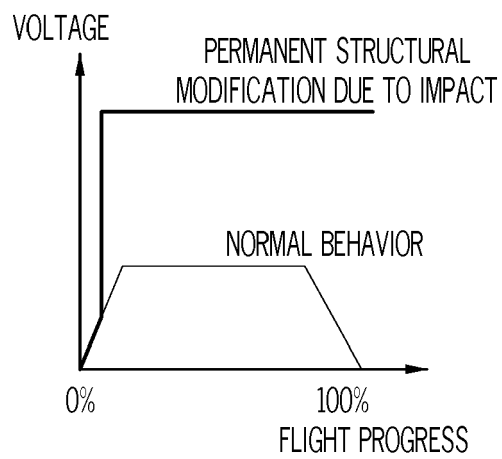 VOLTAGE
PERMANENT STRUCTURAL
MODIFICATION DUE TO IMPACT
NORMAL BEHAVIOR
0%
100%
FLIGHT PROGRESS